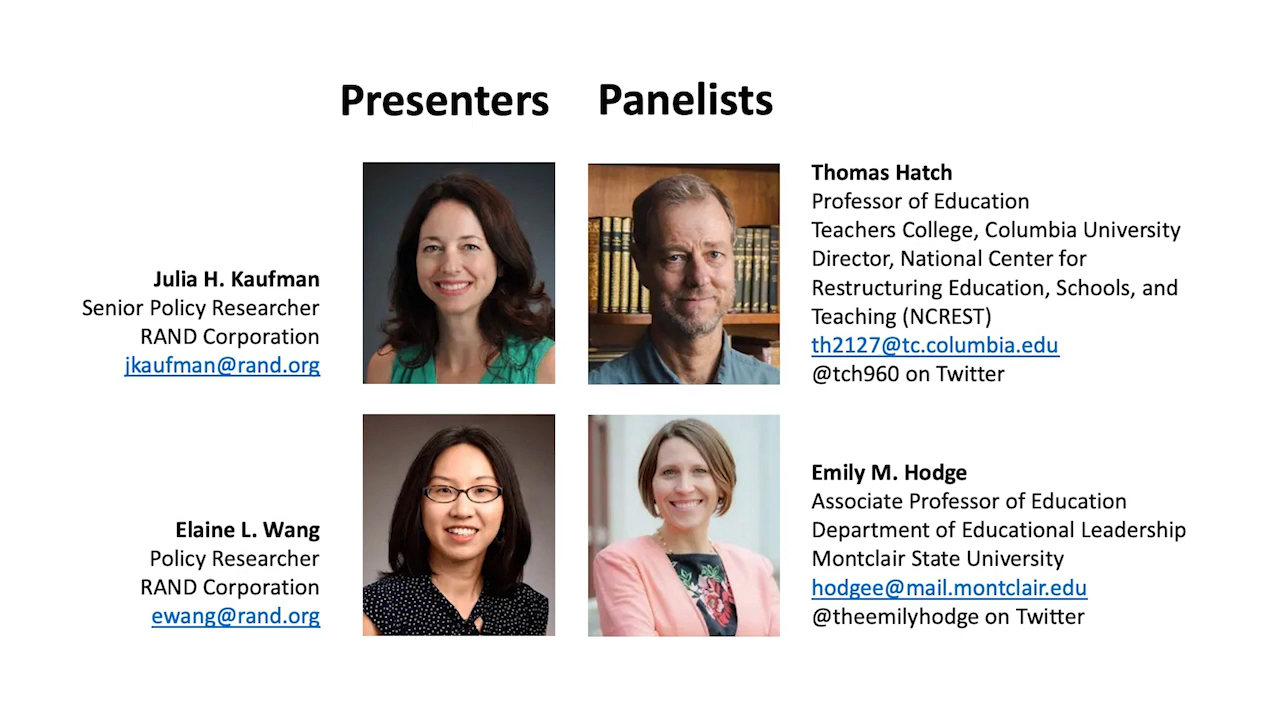 Presenters
Panelists
Julia H. Kaufman
Senior Policy Researcher
RAND Corporation
jkaufman@rand.org
Thomas Hatch
Professor of Education
Teachers College, Columbia University
Director, National Center for
Restructuring Education, Schools, and
Teaching (NCREST)
th2127@tc.columbia.edu
@tch960 on Twitter
Elaine L. Wang
Policy Researcher
RAND Corporation
ewang@rand.org
Emily M. Hodge
Associate Professor of Education
Department of Educational Leadership
Montclair State University
hodgee@mail.montclair.edu
@theemilyhodge on Twitter